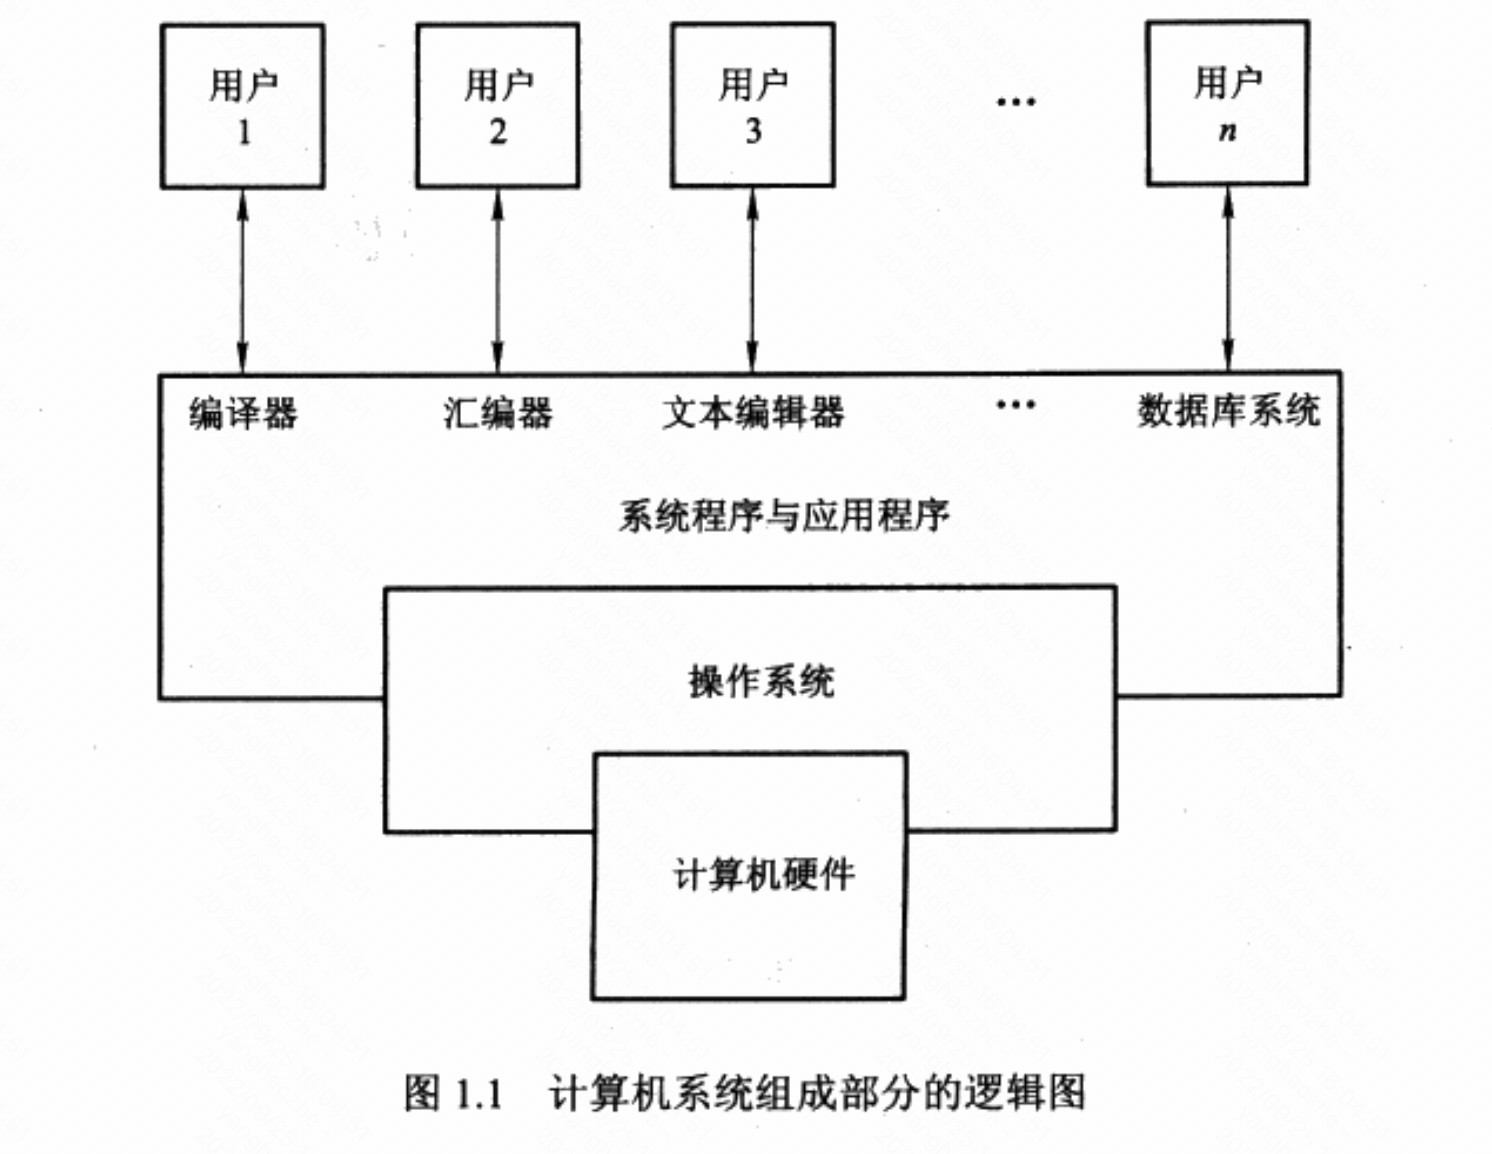 用户 用户 用户 … 用户
1 2 3 n
编译器 汇编器 文本编辑器 … 数据库系统
系统程序与应用程序
操作系统
计算机硬件
图 1.1 计算机系统组成部分的逻辑图